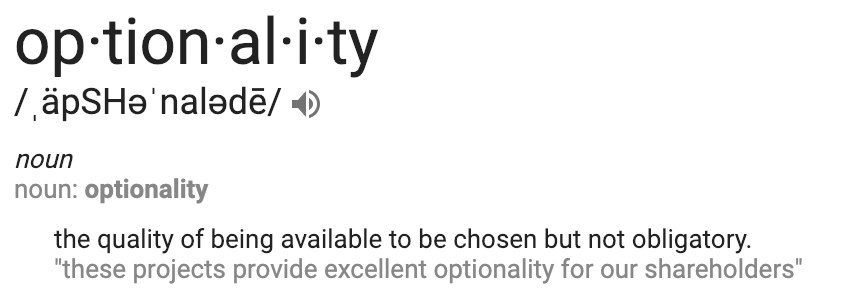 op·tion·al·i·ty
/ˌäpSHəˈnalədē/
noun
noun: optionality
the quality of being available to be chosen but not obligatory.
"these projects provide excellent optionality for our shareholders"